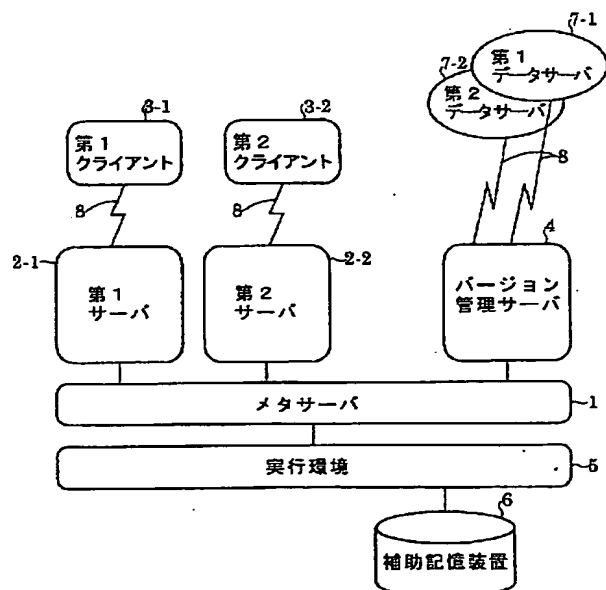 7-1
第1
データサーバ
7-2
第2
データサーバ
3-1
第1
クライアント
3-2
第2
クライアント
8
8
8
2-1
第1
サーバ
2-2
第2
サーバ
4
バージョン
管理サーバ
メタサーバ
1
実行環境
5
6
補助記憶装置